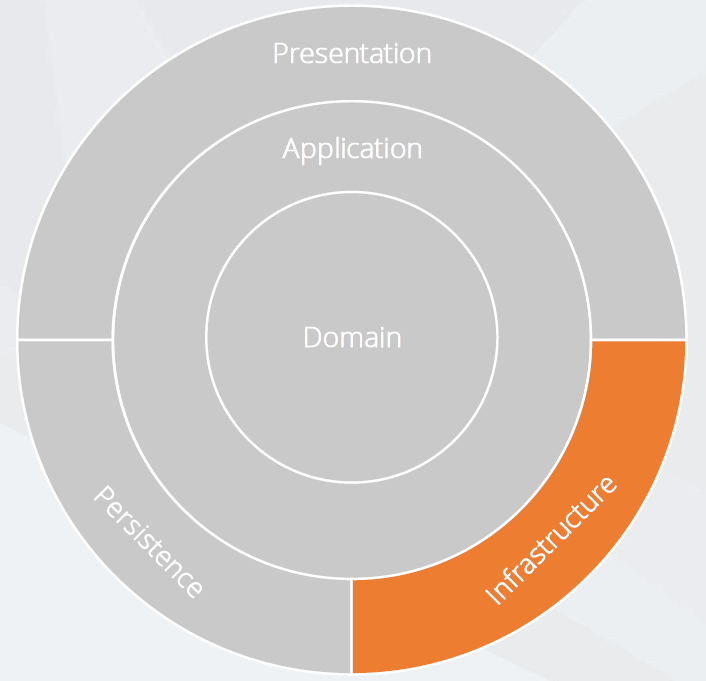 Presentation
Application
Domain
Persistence
Infrastructure